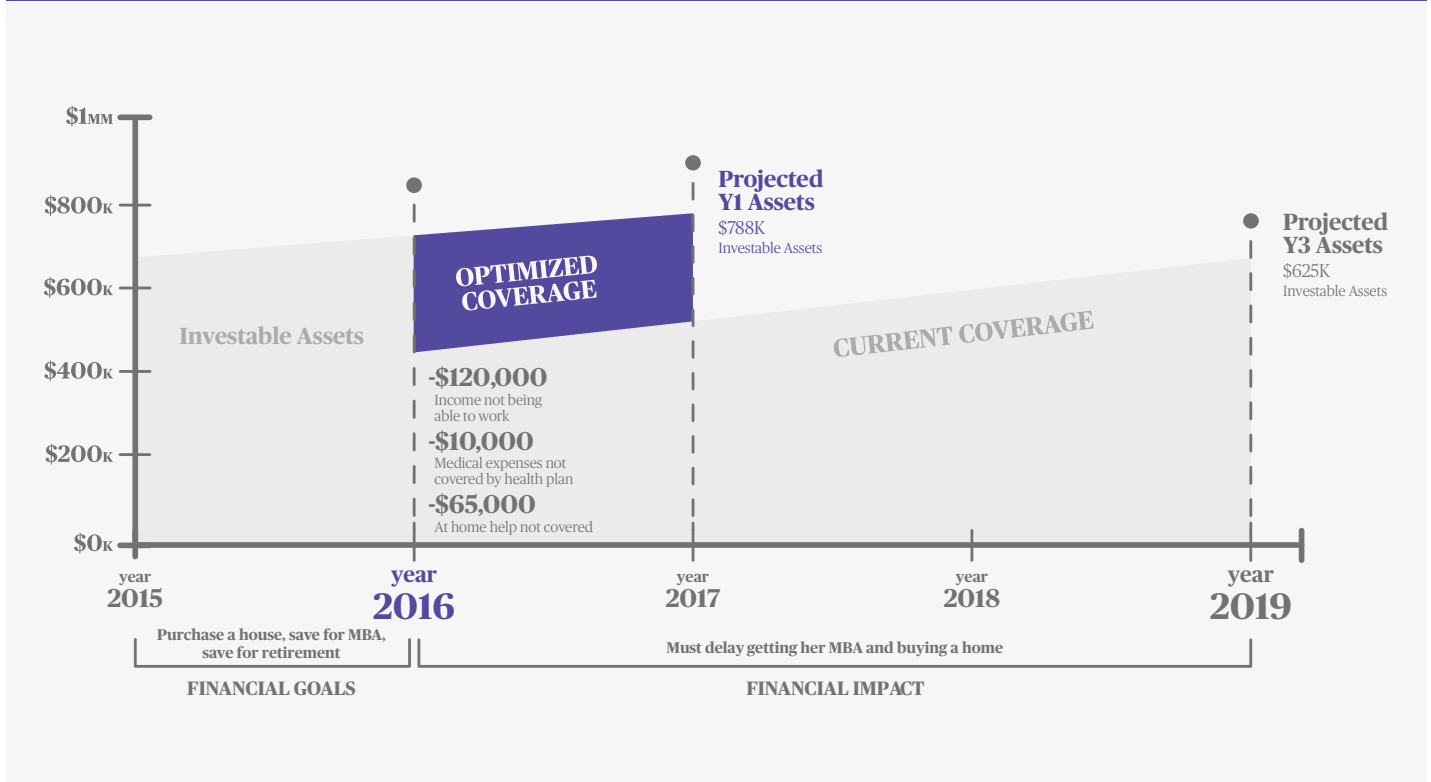 $1MM
$800K
$600K
$400K
$200K
$0K
Investable Assets
OPTIMIZED
COVERAGE
-$120,000
Income not being
able to work
-$10,000
Medical expenses not
covered by health plan
-$65,000
At home help not covered
Projected
Y1 Assets
$788K
Investable Assets
CURRENT COVERAGE
Projected
Y3 Assets
$625K
Investable Assets
year
2015
year
2016
year
2017
year
2018
year
2019
Purchase a house, save for MBA,
save for retirement
FINANCIAL GOALS
Must delay getting her MBA and buying a home
FINANCIAL IMPACT